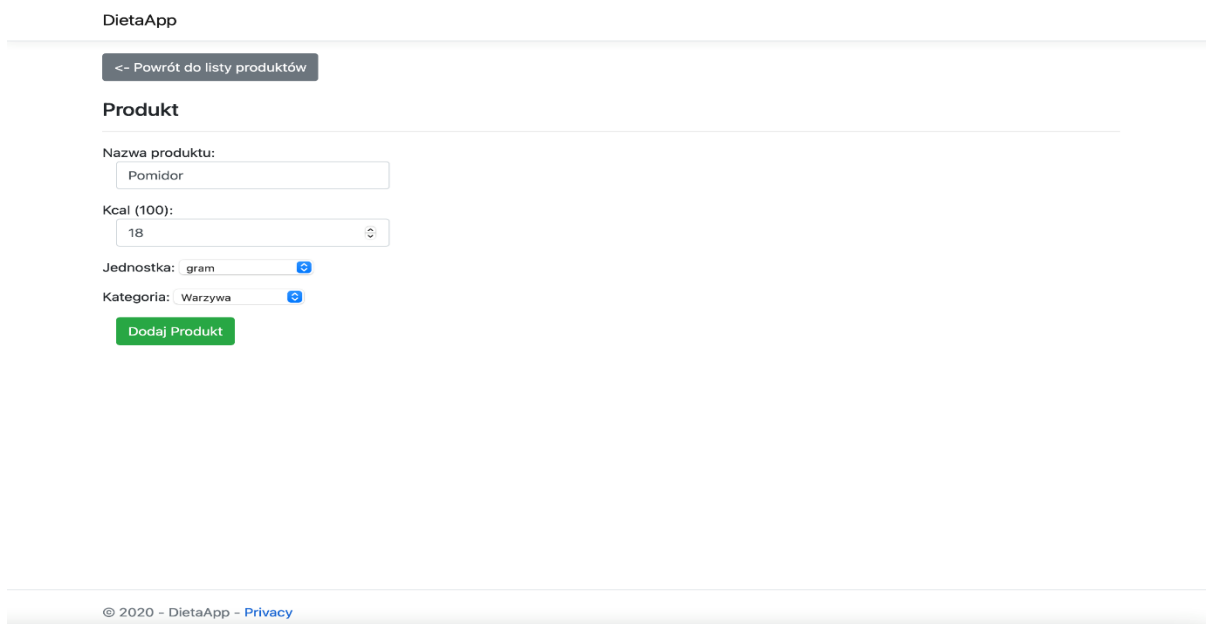 DietaApp
<- Powrót do listy produktów
Produkt
Nazwa produktu:
Pomidor
Kcal (100):
18
Jednostka: gram
Kategoria: Warzywa
Dodaj Produkt
© 2020 - DietaApp - Privacy